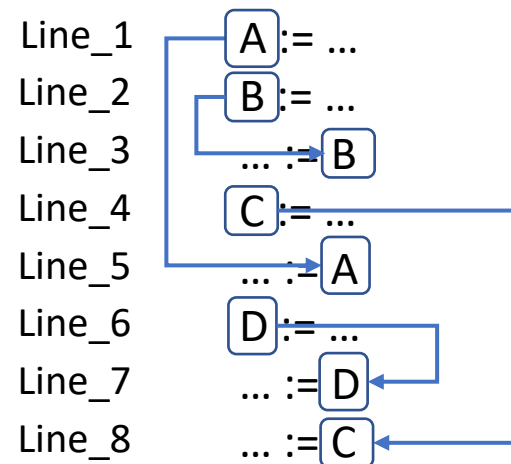 Line_1 A := ...
Line_2 B := ...
Line_3 ... := B
Line_4 C := ...
Line_5 ... := A
Line_6 D := ...
Line_7 ... := D
Line_8 ... := C